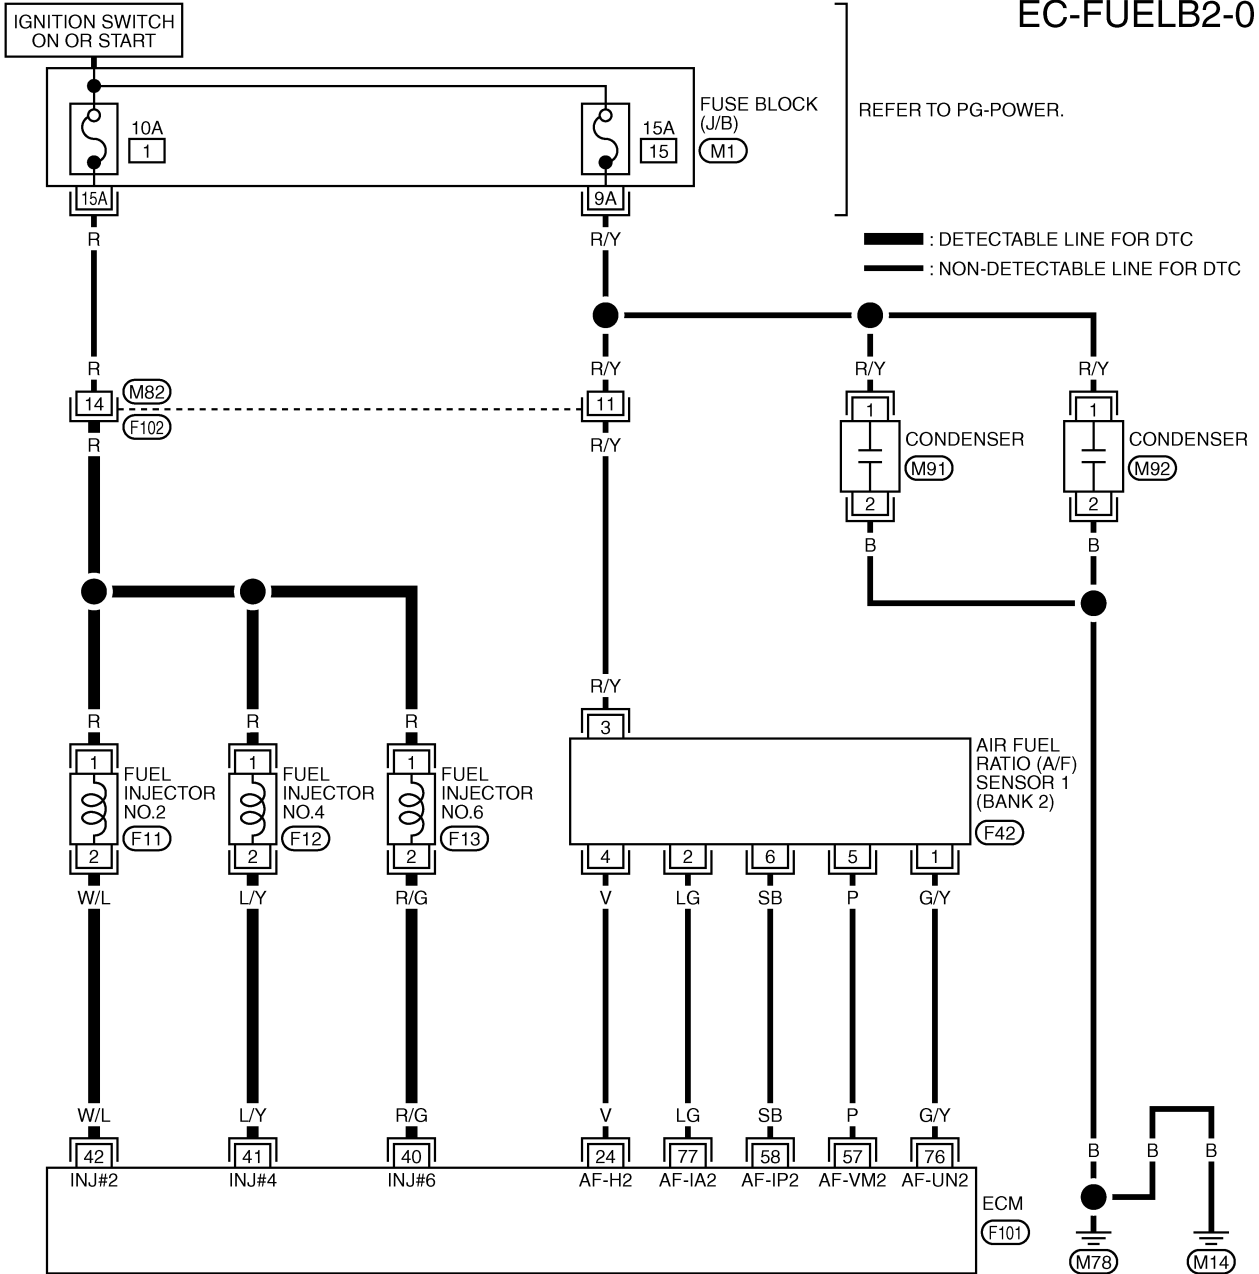 EC-FUELB2-0
IGNITION SWITCH
ON OR START
10A
1
15A
15
FUSE BLOCK
(J/B)
M1
REFER TO PG-POWER.
15A
9A
: DETECTABLE LINE FOR DTC
: NON-DETECTABLE LINE FOR DTC
R
R/Y
R
R/Y
R/Y
R/Y
14
M82
F102
11
R
R/Y
1
CONDENSER
M91
2
1
CONDENSER
M92
2
B
B
R
R
R
R/Y
3
1
FUEL
INJECTOR
NO.2
F11
2
1
FUEL
INJECTOR
NO.4
F12
2
1
FUEL
INJECTOR
NO.6
F13
2
AIR FUEL
RATIO (A/F)
SENSOR 1
(BANK 2)
F42
4
2
6
5
1
W/L
L/Y
R/G
V
LG
SB
P
G/Y
W/L
L/Y
R/G
V
LG
SB
P
G/Y
B
B
B
42
41
40
24
77
58
57
76
INJ#2
INJ#4
INJ#6
AF-H2
AF-IA2
AF-IP2
AF-VM2
AF-UN2
ECM
F101
M78
M14